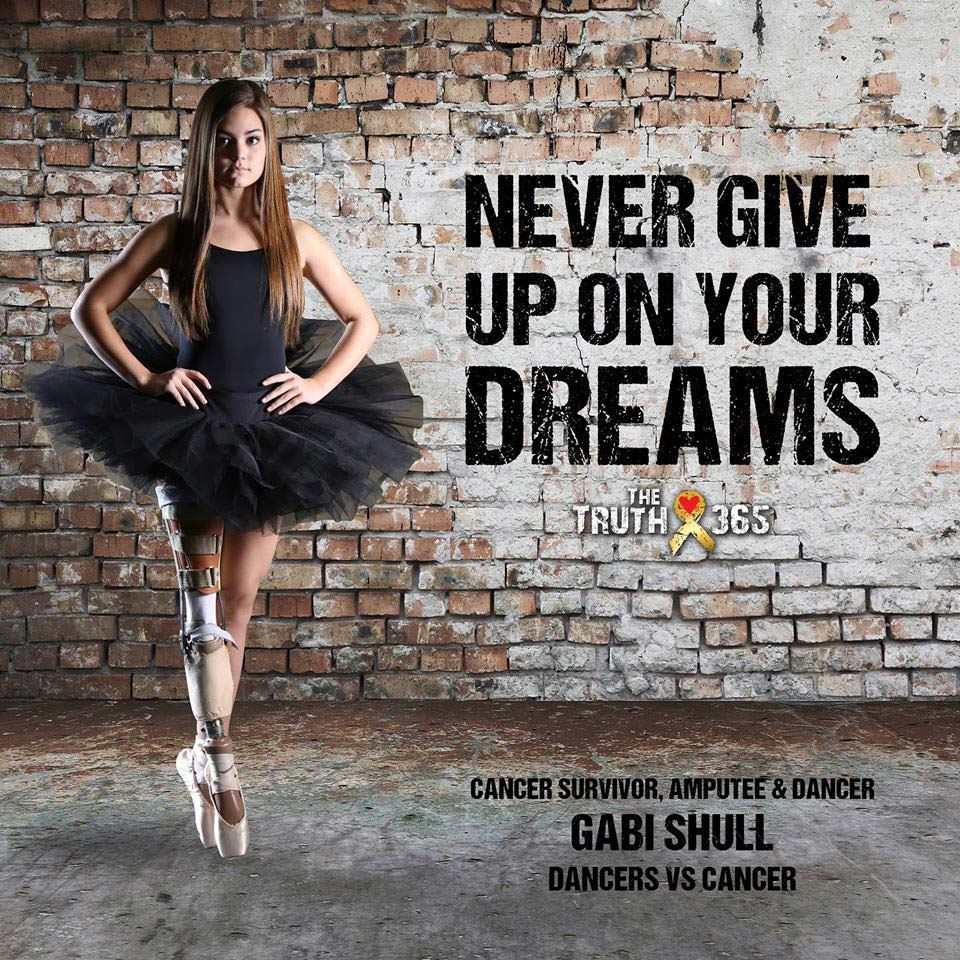 NEVER GIVE
UP ON YOUR
DREAMS
THE
TRUTH 365
CANCER SURVIVOR, AMPUTEE & DANCER
GABI SHULL
DANCERS VS CANCER